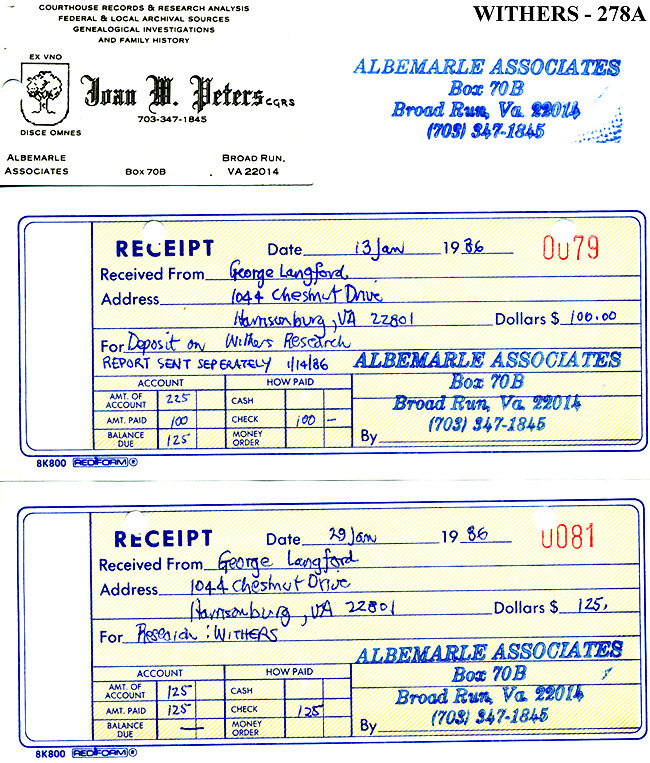 COURTHOUSE RECORDS & RESEARCH ANALYSIS
FEDERAL & LOCAL ARCHIVAL SOURCES
GENEALOGICAL INVESTIGATIONS
AND FAMILY HISTORY
WITHERS - 278A
EX VNO
DISCE OMNES
Joan W. Peters C.G.R.S
703-347-1845
ALBEMARLE ASSOCIATES Box 70B BROAD RUN, VA 22014
ALBEMARLE ASSOCIATES
Box 70B
Broad Run, Va. 22014
(703) 347-1845
RECEIPT Date 13 Jan 1986 0079
Received From George Langford
Address 1044 Chestnut Drive
Harrisonburg, VA 22801 Dollars $ 100.00
For Deposit on Withers Research
REPORT SENT SEPERATELY 1/14/86
ALBEMARLE ASSOCIATES
Box 70B
Broad Run, Va. 22014
(703) 347-1845
ACCOUNT HOW PAID
AMT. OF ACCOUNT 225 CASH
AMT. PAID 100 CHECK 100 —
BALANCE DUE 125 MONEY ORDER
By
8K800 REDIFORM ®
RECEIPT Date 29 Jan 1986 0081
Received From George Langford
Address 1044 Chestnut Drive
Harrisonburg, VA 22801 Dollars $ 125.
For Research : WITHERS
ALBEMARLE ASSOCIATES
Box 70B
Broad Run, Va. 22014
(703) 347-1845
ACCOUNT HOW PAID
AMT. OF ACCOUNT 125 CASH
AMT. PAID 125 CHECK 125
BALANCE DUE — MONEY ORDER
By
8K800 REDIFORM ®